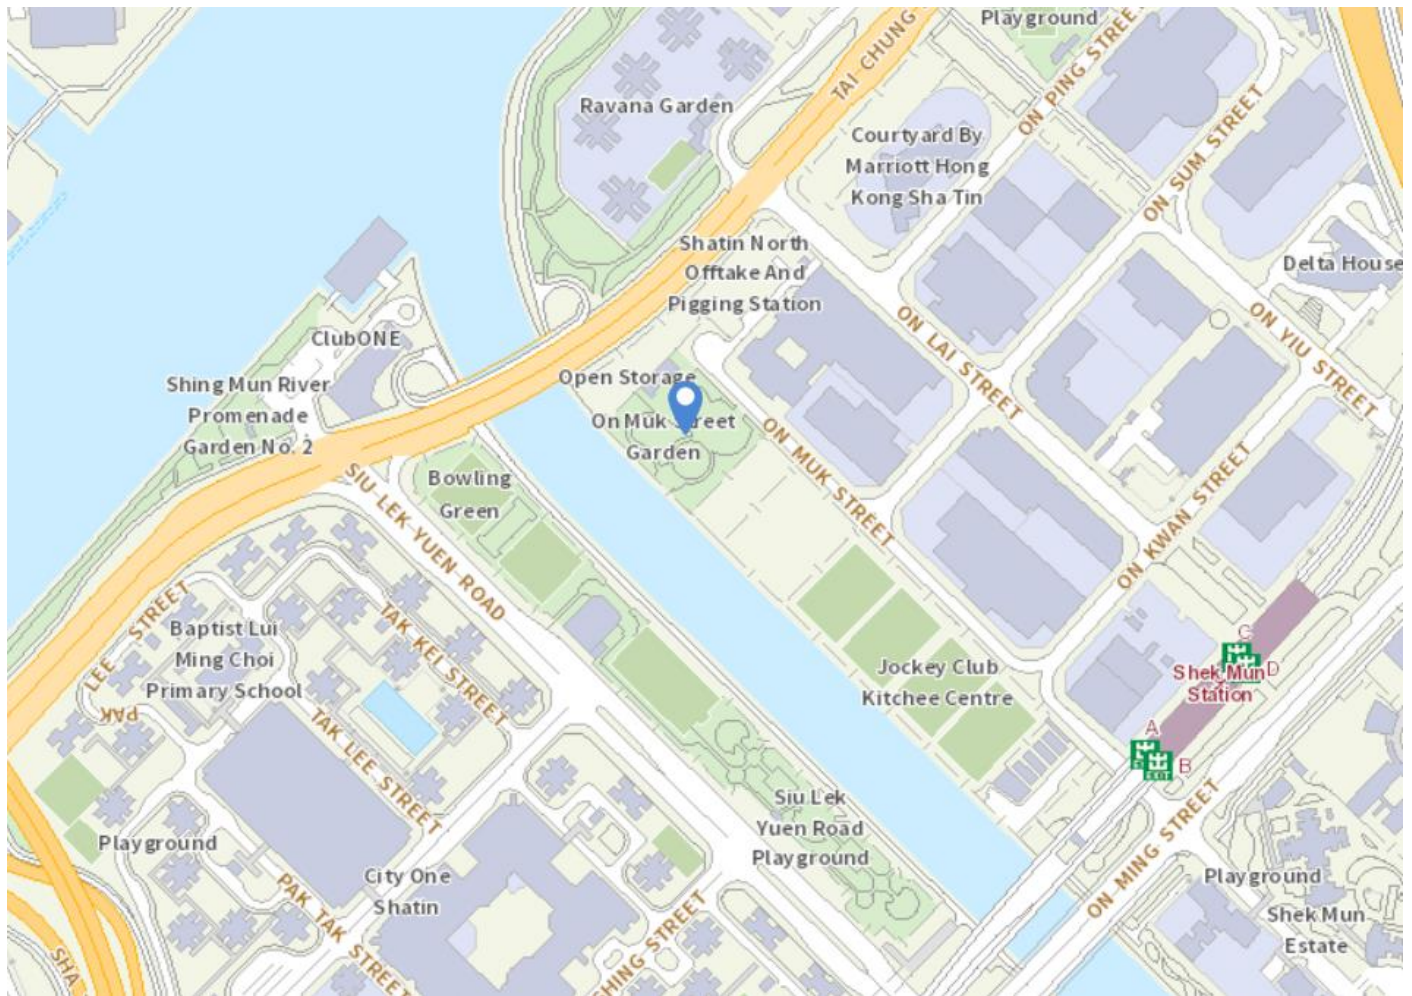 Playground
TAI CHUNG
ON PING STREE
Ravana Garden
Courtyard By
Marriott Hong
Kong Sha Tin
ON SUM STREET
Shatin North
Offtake And
Pigging Station
Delta House
ClubONE
ON LAI STREET
ON YIU STREET
Shing Mun River
Promenade
Garden No. 2
Open Storage
On Muk Street
Garden
ON MUK STREET
Bowling
Green
SIU LEK YUEN ROAD
ON KWAN STREET
LEE STREET
PAK
Baptist Lui
Ming Choi
Primary School
TAK KEI STREET
TAK LEE STREET
Jockey Club
Kitchee Centre
C
D
Shek Mun
Station
A
B
EXIT
Siu Lek
Yuen Road
Playground
ON MING STREET
Playground
City One
Shatin
PAK TAK STREET
SHING STREET
SHA
Playground
Shek Mun
Estate